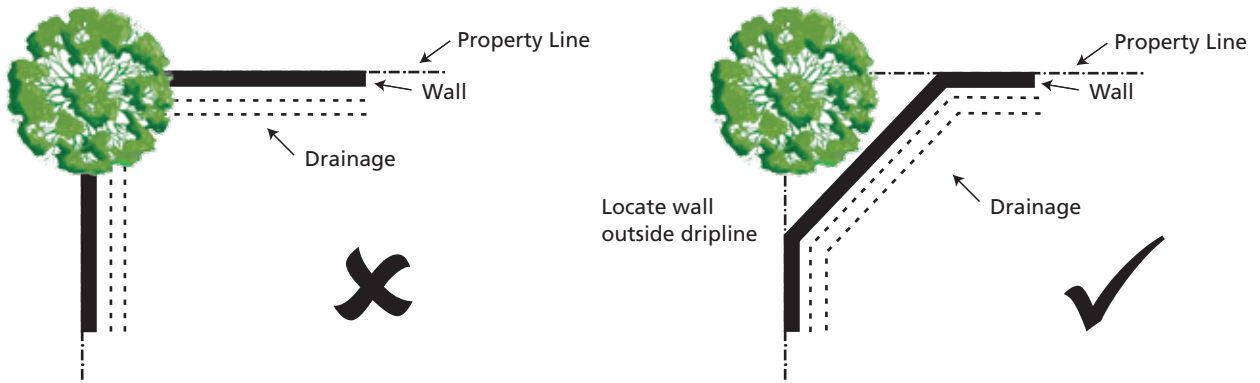 Property Line
Wall
Drainage
Property Line
Wall
Drainage
Locate wall
outside dripline